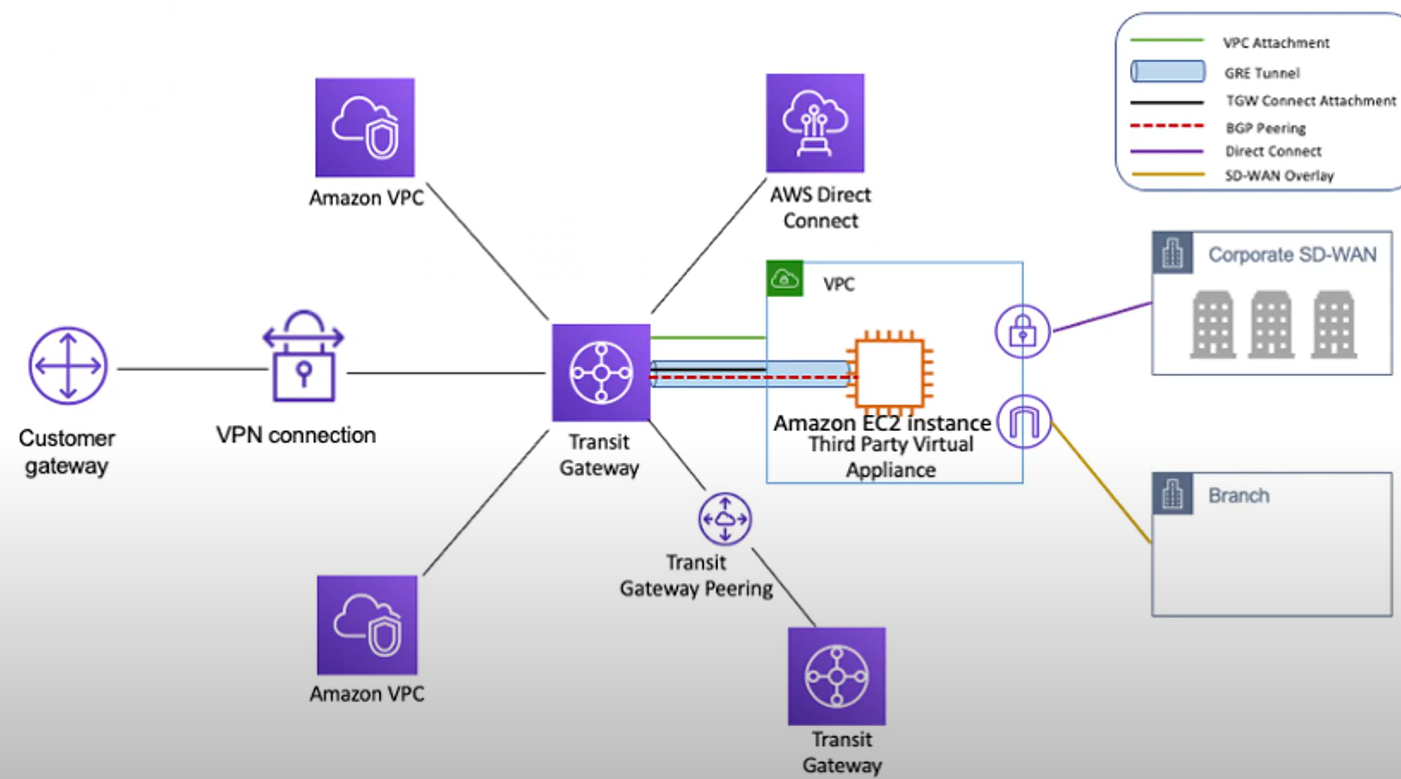 VPC Attachment
GRE Tunnel
TGW Connect Attachment
BGP Peering
Direct Connect
SD-WAN Overlay
Amazon VPC
AWS Direct
Connect
Corporate SD-WAN
VPC
Customer
gateway
VPN connection
Transit
Gateway
Amazon EC2 instance
Third Party Virtual
Appliance
Branch
Transit
Gateway Peering
Amazon VPC
Transit
Gateway